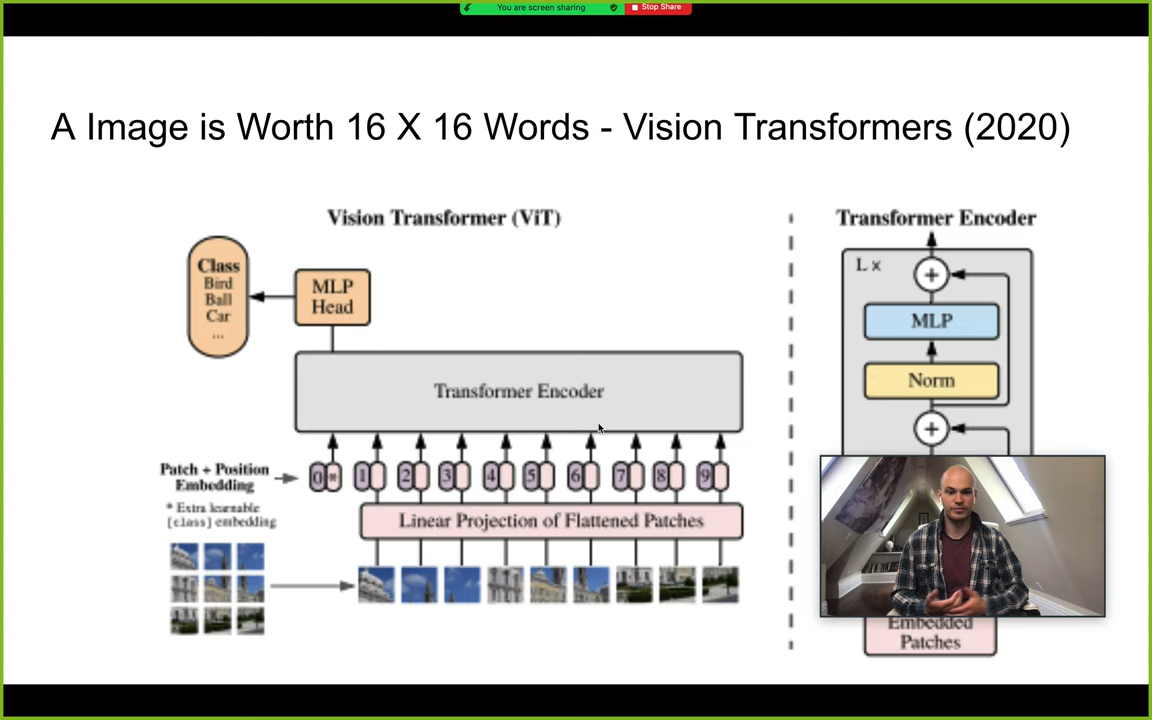 You are screen sharing
Stop Share
A Image is Worth 16 X 16 Words - Vision Transformers (2020)
Vision Transformer (ViT)
Class
Bird
Ball
Car
...
MLP
Head
Transformer Encoder
Patch + Position
Embedding
0 * 1 2 3 4 5 6 7 8 9
* Extra learnable
[class] embedding
Linear Projection of Flattened Patches
Transformer Encoder
L x
+
MLP
Norm
+
Embedded
Patches